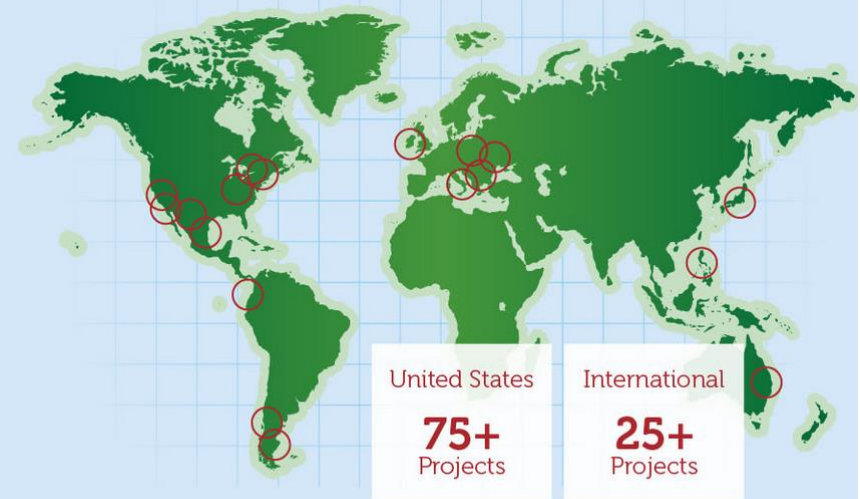 United States
75+
Projects
International
25+
Projects